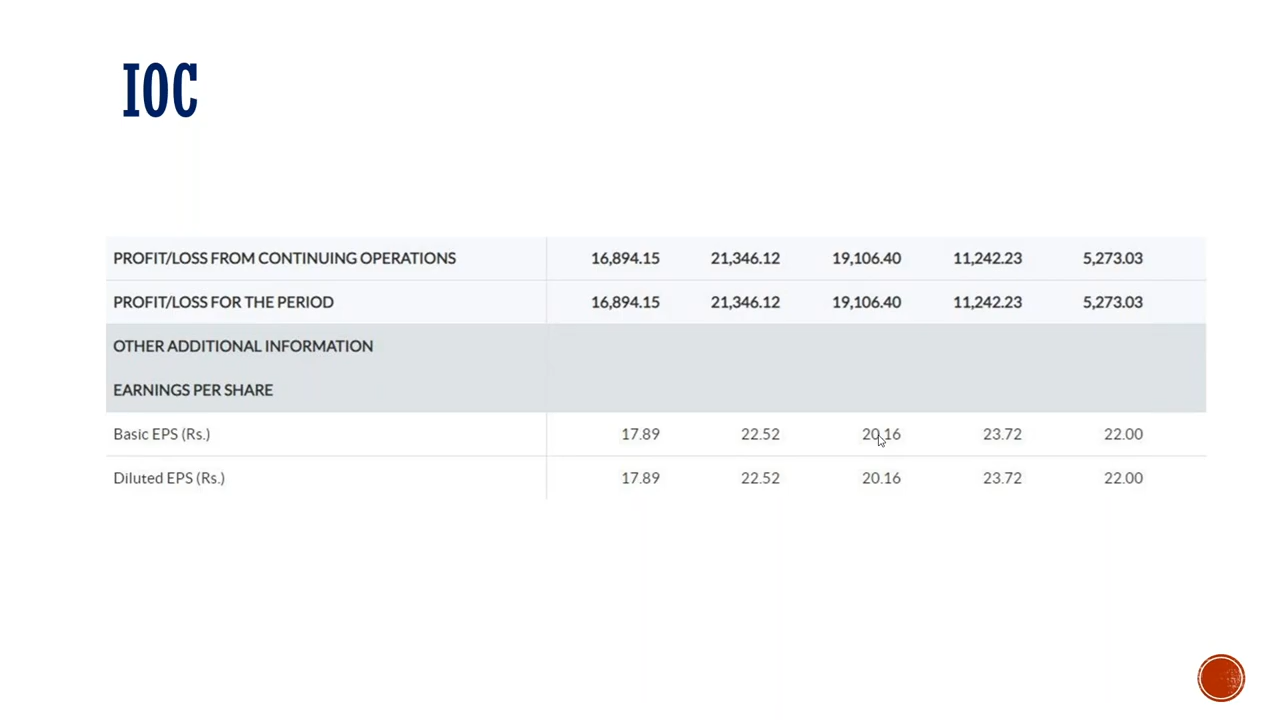 IOC
PROFIT/LOSS FROM CONTINUING OPERATIONS 16,894.15 21,346.12 19,106.40 11,242.23 5,273.03
PROFIT/LOSS FOR THE PERIOD 16,894.15 21,346.12 19,106.40 11,242.23 5,273.03
OTHER ADDITIONAL INFORMATION
EARNINGS PER SHARE
Basic EPS (Rs.) 17.89 22.52 20.16 23.72 22.00
Diluted EPS (Rs.) 17.89 22.52 20.16 23.72 22.00